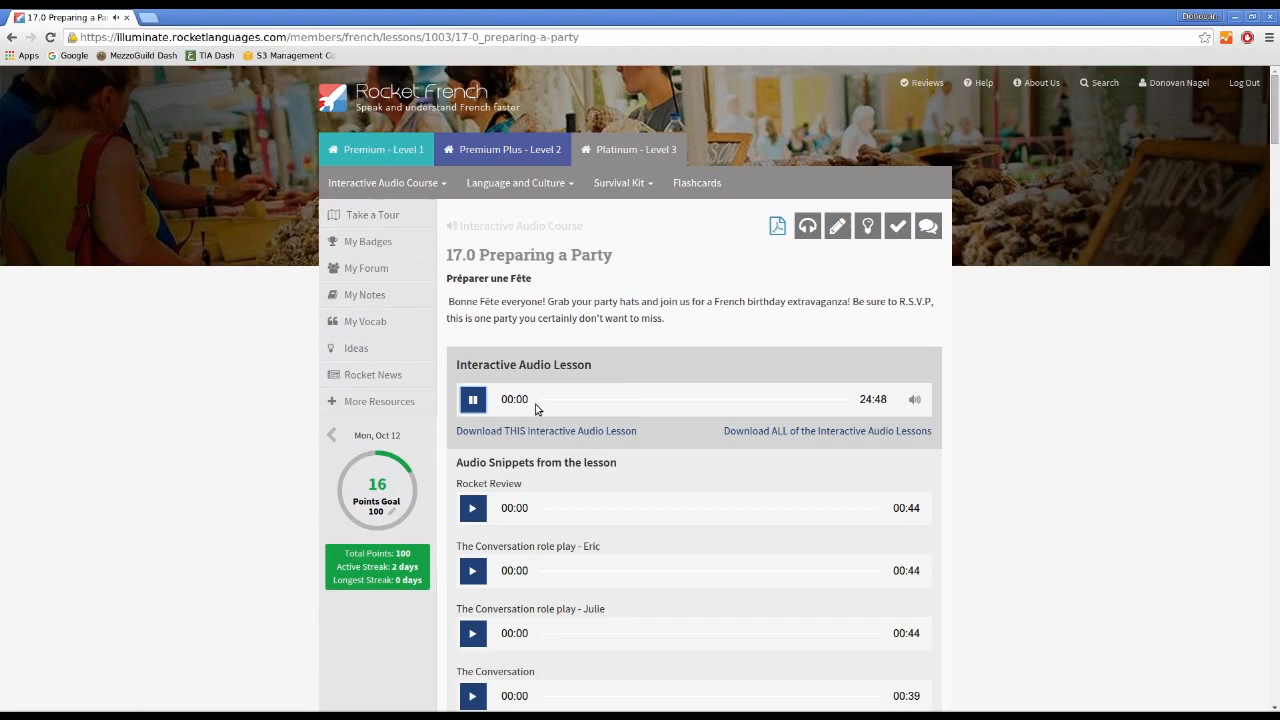 17.0 Preparing a Pa
Donovan
https://illuminate.rocketlanguages.com/members/french/lessons/1003/17-0_preparing-a-party
Apps Google MezzoGuild Dash TIA Dash S3 Management Co
Rocket French
Speak and understand French faster
Reviews Help About Us Search Donovan Nagel Log Out
Premium - Level 1 Premium Plus - Level 2 Platinum - Level 3
Interactive Audio Course Language and Culture Survival Kit Flashcards
Take a Tour
My Badges
My Forum
My Notes
My Vocab
Ideas
Rocket News
More Resources
Mon, Oct 12
16
Points Goal
100
Total Points: 100
Active Streak: 2 days
Longest Streak: 0 days
Interactive Audio Course
17.0 Preparing a Party
Préparer une Fête
Bonne Fête everyone! Grab your party hats and join us for a French birthday extravaganza! Be sure to R.S.V.P,
this is one party you certainly don't want to miss.
Interactive Audio Lesson
00:00 24:48
Download THIS Interactive Audio Lesson Download ALL of the Interactive Audio Lessons
Audio Snippets from the lesson
Rocket Review
00:00 00:44
The Conversation role play - Eric
00:00 00:44
The Conversation role play - Julie
00:00 00:44
The Conversation
00:00 00:39